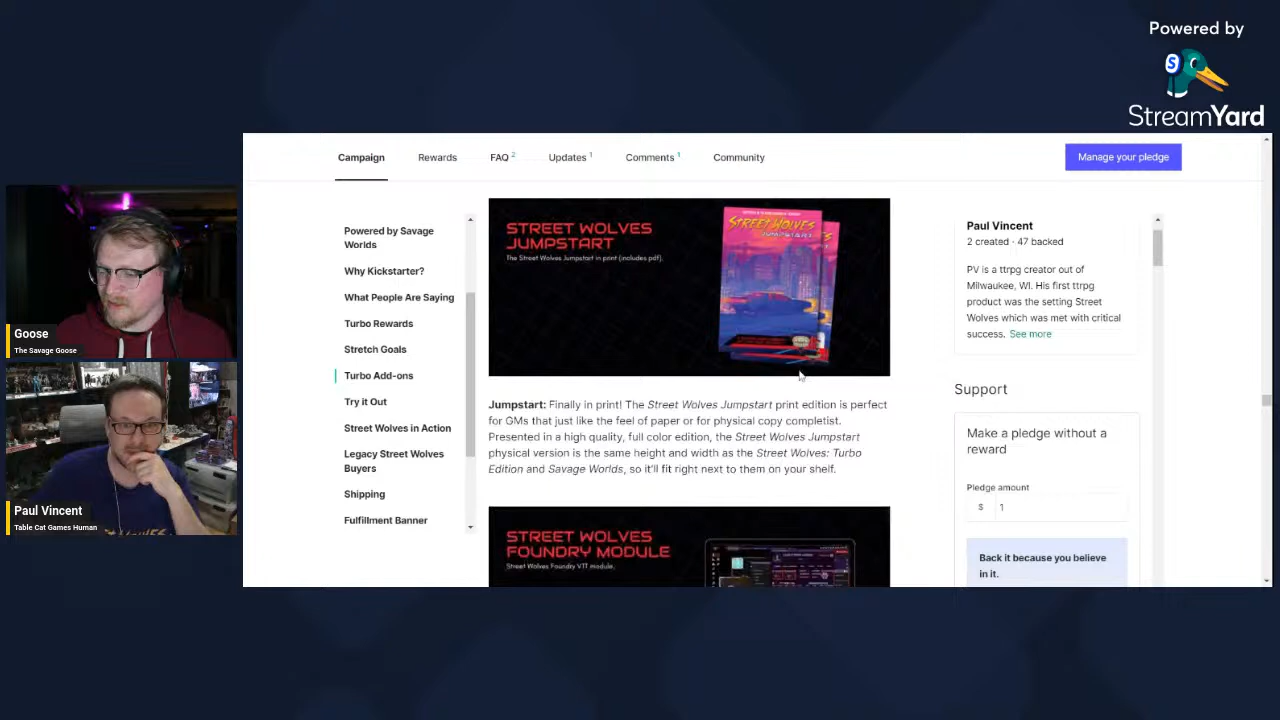 Powered by
StreamYard
Campaign
Rewards
FAQ 2
Updates 1
Comments 1
Community
Manage your pledge
Powered by Savage
Worlds
Why Kickstarter?
What People Are Saying
Turbo Rewards
Stretch Goals
Turbo Add-ons
Try it Out
Street Wolves in Action
Legacy Street Wolves
Buyers
Shipping
Fulfillment Banner
STREET WOLVES
JUMPSTART
The Street Wolves Jumpstart in print (includes pdf).
STREET WOLVES
JUMPSTART
Jumpstart: Finally in print! The Street Wolves Jumpstart print edition is perfect
for GMs that just like the feel of paper or for physical copy completist.
Presented in a high quality, full color edition, the Street Wolves Jumpstart
physical version is the same height and width as the Street Wolves: Turbo
Edition and Savage Worlds, so it'll fit right next to them on your shelf.
STREET WOLVES
FOUNDRY MODULE
Street Wolves Foundry VTT module.
Paul Vincent
2 created · 47 backed
PV is a ttrpg creator out of
Milwaukee, WI. His first ttrpg
product was the setting Street
Wolves which was met with critical
success. See more
Support
Make a pledge without a
reward
Pledge amount
$ 1
Back it because you believe
in it.
Goose
The Savage Goose
Paul Vincent
Table Cat Games Human